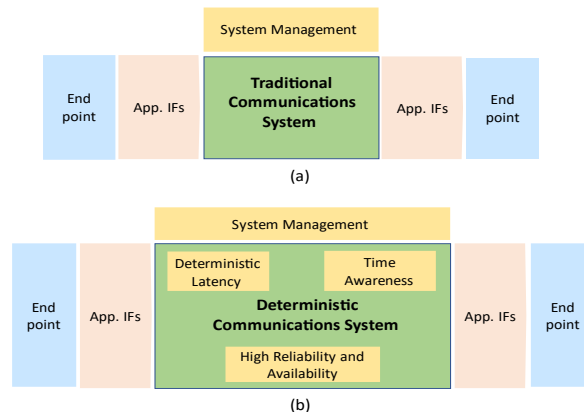 System Management
End
point
App. IFs
Traditional
Communications
System
App. IFs
End
point
(a)
System Management
End
point
App. IFs
Deterministic
Latency
Time
Awareness
Deterministic
Communications System
High Reliability and
Availability
App. IFs
End
point
(b)